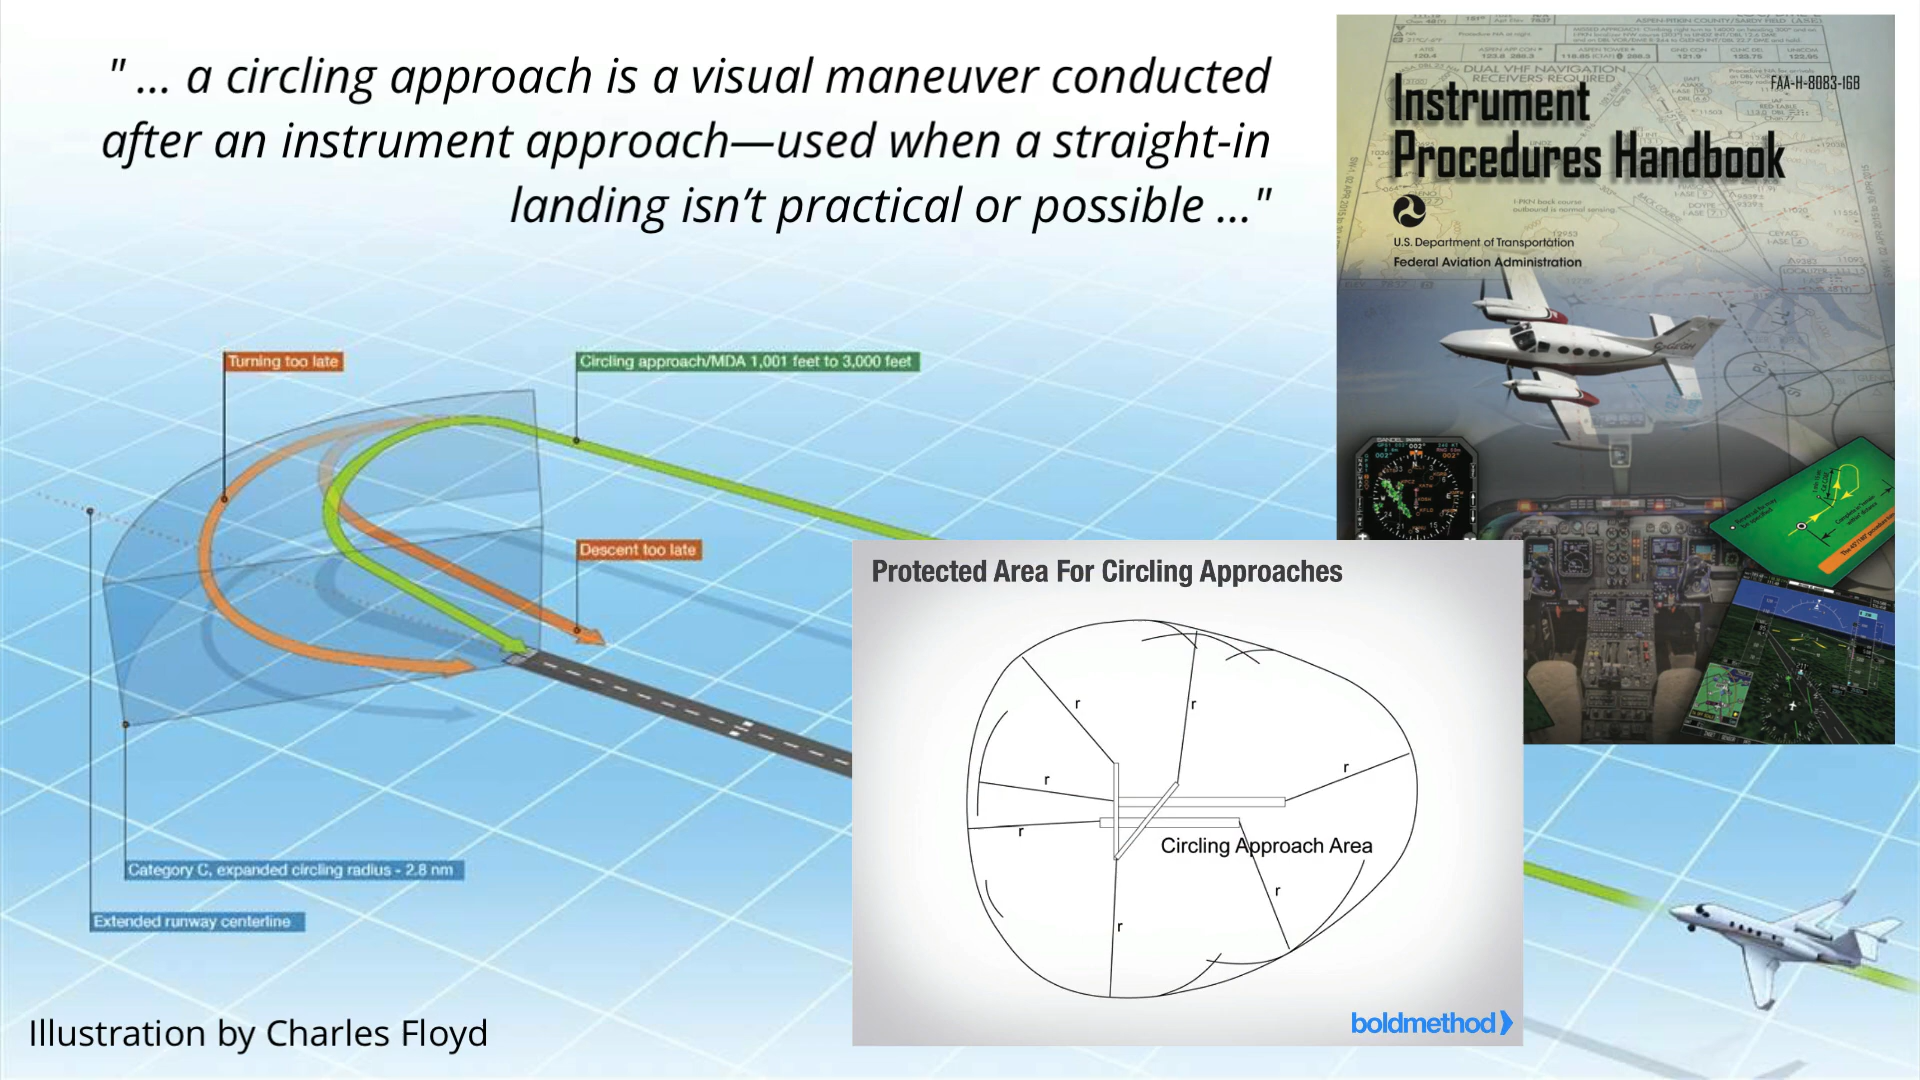 "... a circling approach is a visual maneuver conducted
after an instrument approach—used when a straight-in
landing isn't practical or possible ..."
FAA-H-8083-16B
DUAL VHF NAVIGATION
RECEIVERS REQUIRED
Instrument
Procedures Handbook
U.S. Department of Transportation
Federal Aviation Administration
Turning too late
Circling approach/MDA 1,001 feet to 3,000 feet
Descent too late
Category C, expanded circling radius - 2.8 nm
Extended runway centerline
Protected Area For Circling Approaches
r
r
r
r
r
Circling Approach Area
r
r
boldmethod
Illustration by Charles Floyd